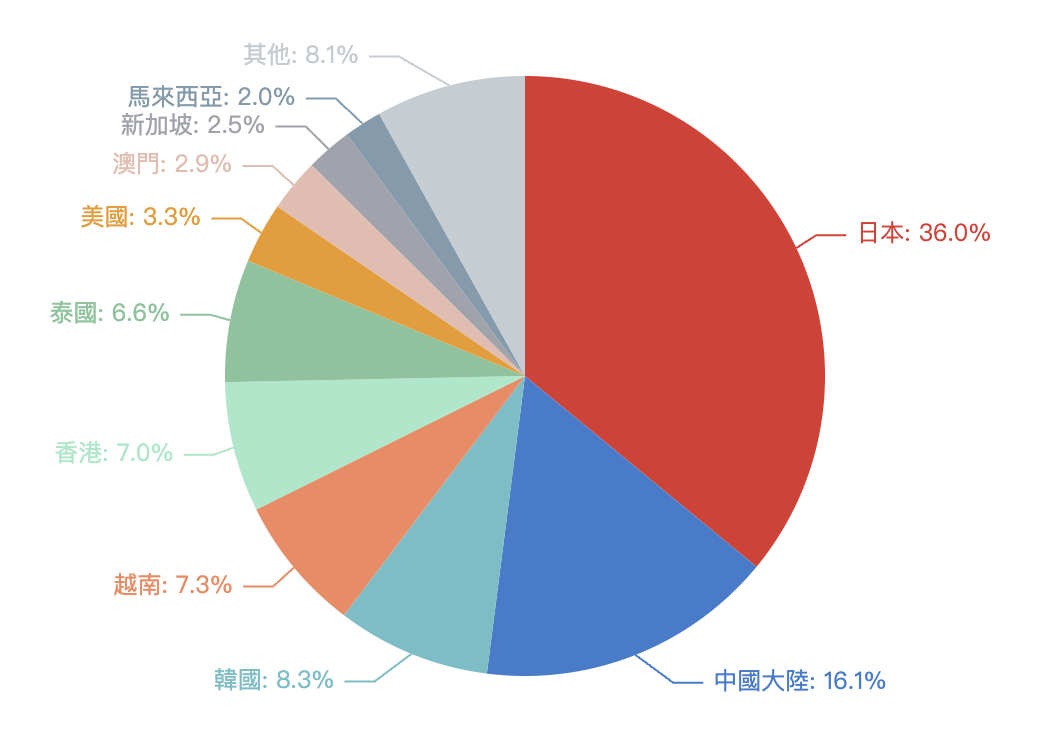 其他: 8.1%
馬來西亞: 2.0%
新加坡: 2.5%
澳門: 2.9%
美國: 3.3%
日本: 36.0%
泰國: 6.6%
香港: 7.0%
越南: 7.3%
韓國: 8.3%
中國大陸: 16.1%